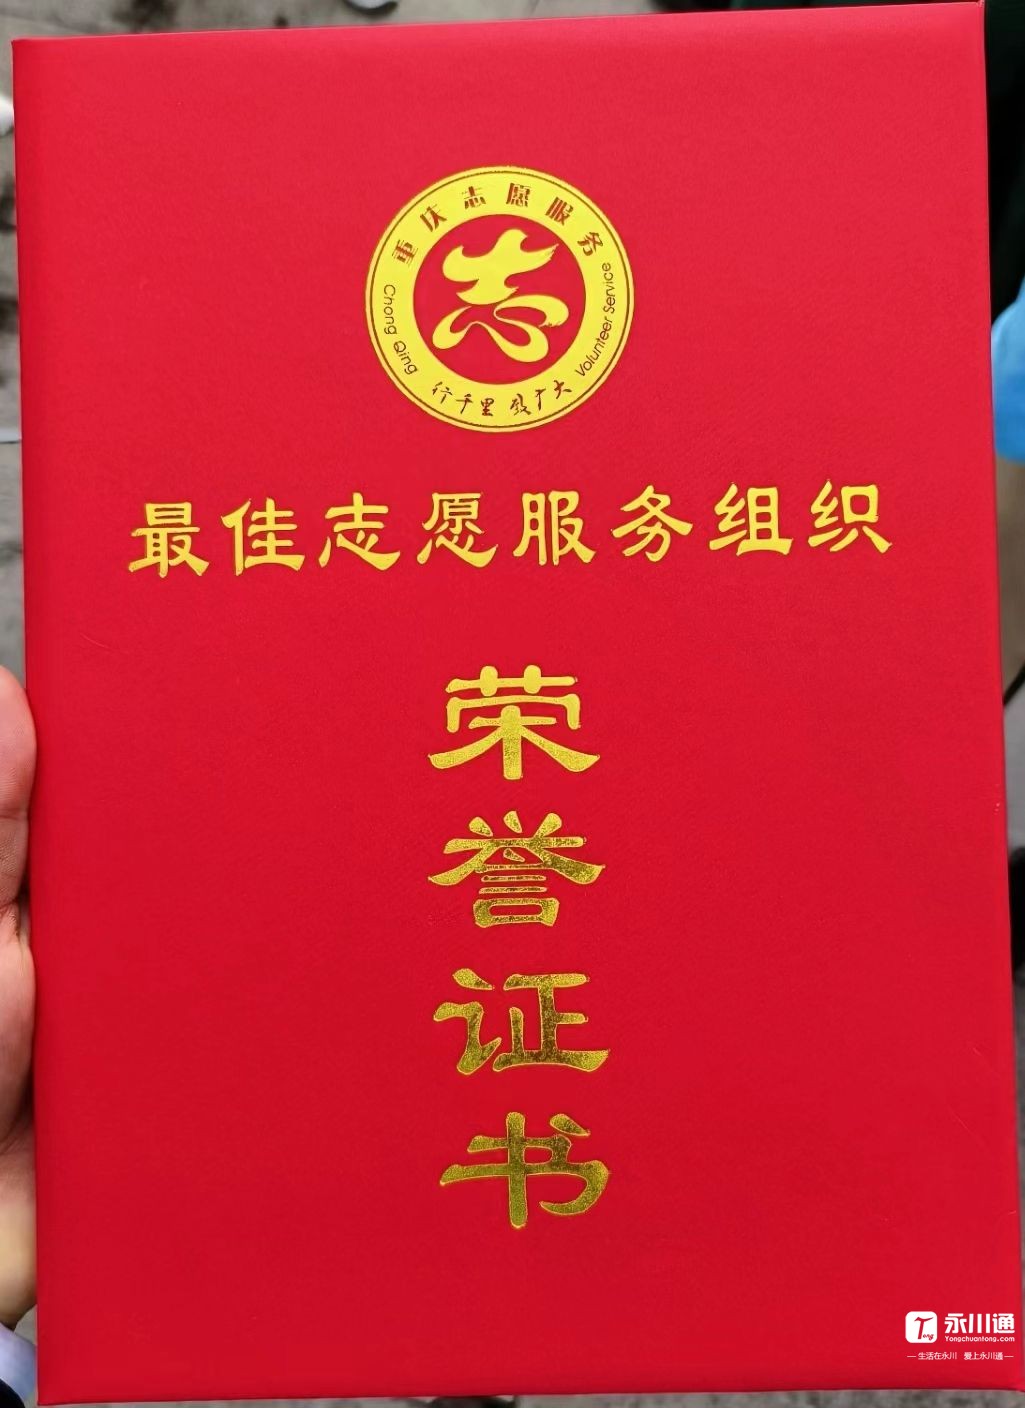 重庆志愿服务
志
Chong Qing
Volunteer Service
行千里 致广大
最佳志愿服务组织
荣
誉
证
书
永川通
Yongchuantong.com
生活在永川 爱上永川通